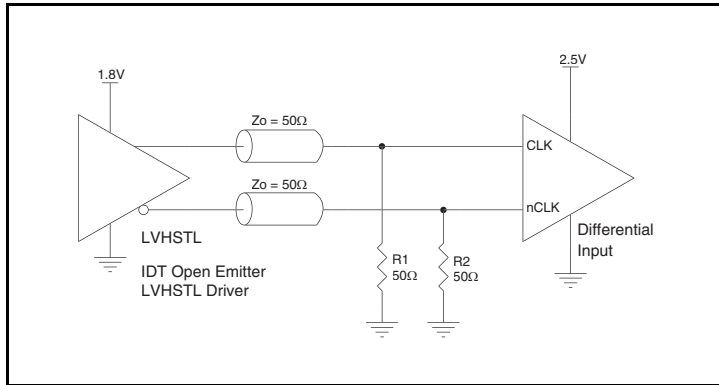 1.8V
2.5V
Zo = 50Ω
CLK
Zo = 50Ω
nCLK
LVHSTL
IDT Open Emitter
LVHSTL Driver
R1
50Ω
R2
50Ω
Differential
Input